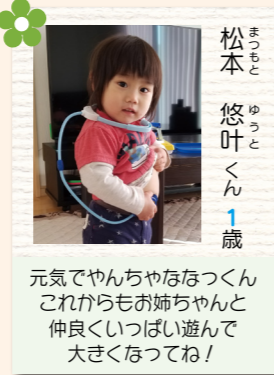 松本 悠叶くん 1歳
まつもと ゆうと
元気でやんちゃななつくん
これからもお姉ちゃんと
仲良くいっぱい遊んで
大きくなってね！